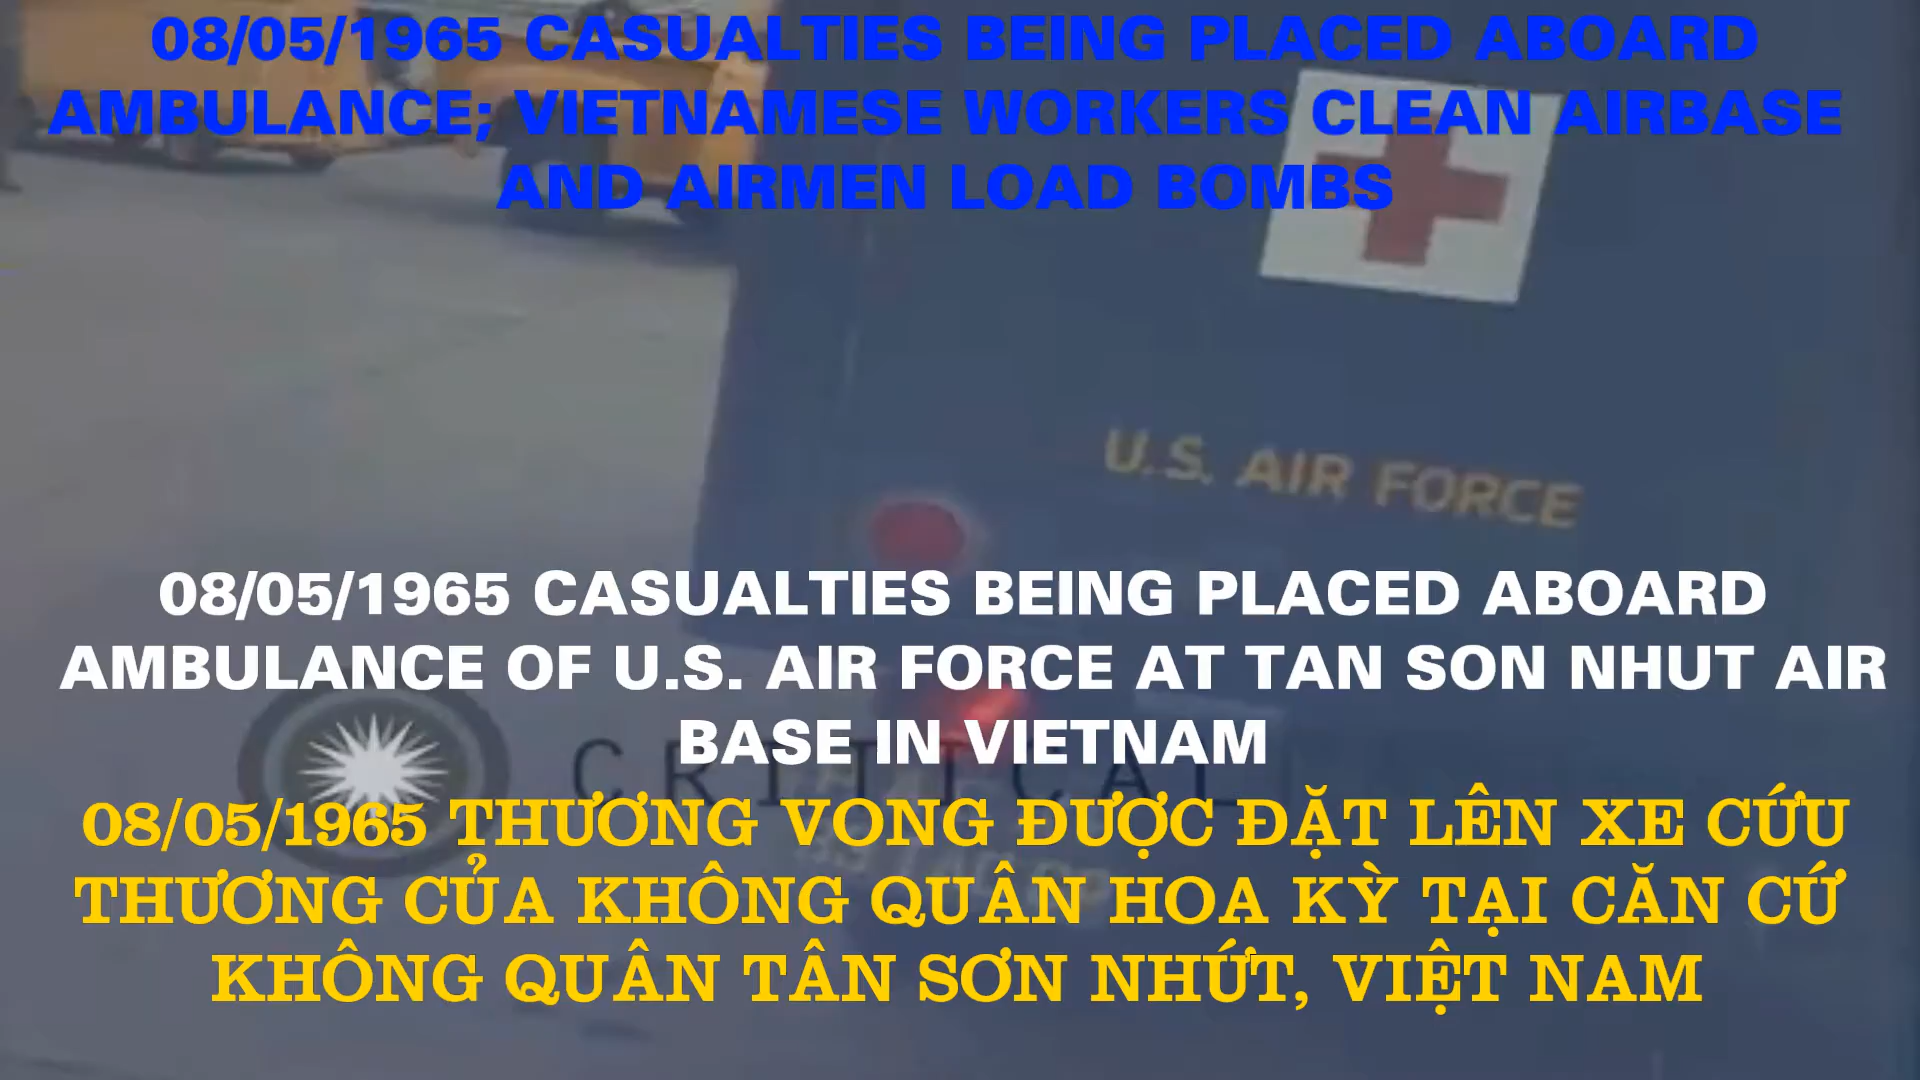 08/05/1965 CASUALTIES BEING PLACED ABOARD
AMBULANCE; VIETNAMESE WORKERS CLEAN AIRBASE
AND AIRMEN LOAD BOMBS
U.S. AIR FORCE
08/05/1965 CASUALTIES BEING PLACED ABOARD
AMBULANCE OF U.S. AIR FORCE AT TAN SON NHUT AIR
BASE IN VIETNAM
CRITICAL
08/05/1965 THƯƠNG VONG ĐƯỢC ĐẶT LÊN XE CỨU
THƯƠNG CỦA KHÔNG QUÂN HOA KỲ TẠI CĂN CỨ
KHÔNG QUÂN TÂN SƠN NHỨT, VIỆT NAM